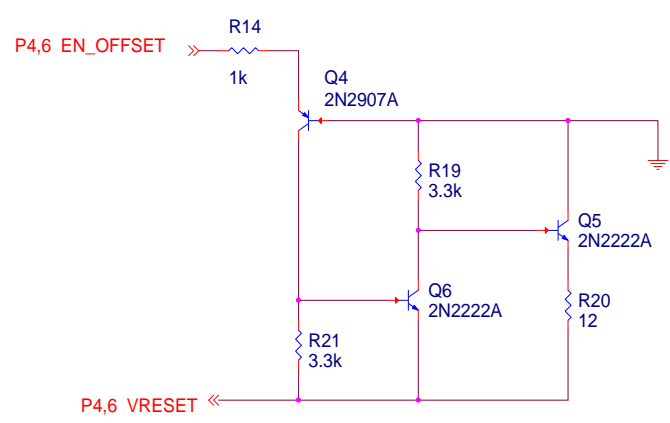 R14
P4,6 EN_OFFSET
1k
Q4
2N2907A
R19
3.3k
Q5
2N2222A
Q6
2N2222A
R20
12
R21
3.3k
P4,6 VRESET